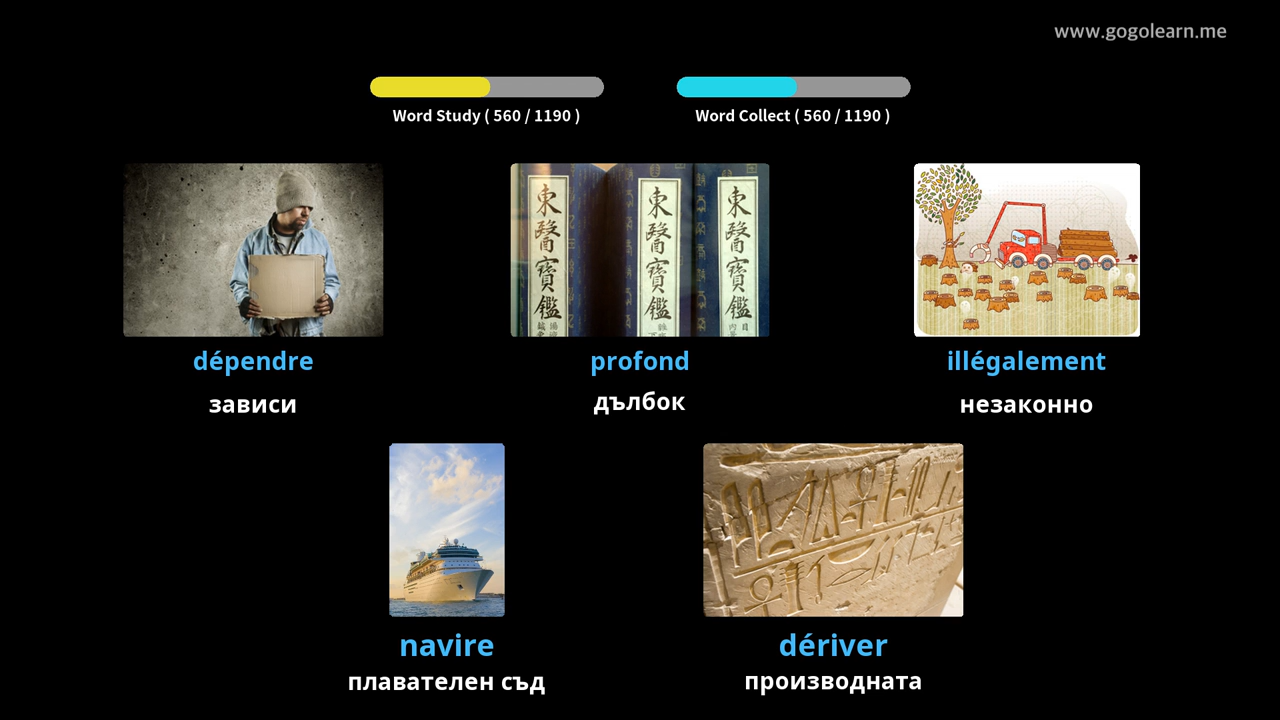 www.gogolearn.me
Word Study ( 560 / 1190 )
Word Collect ( 560 / 1190 )
東醫寶鑑
東醫寶鑑
東醫寶鑑
dépendre
profond
illégalement
зависи
дълбок
незаконно
navire
dériver
плавателен съд
производната